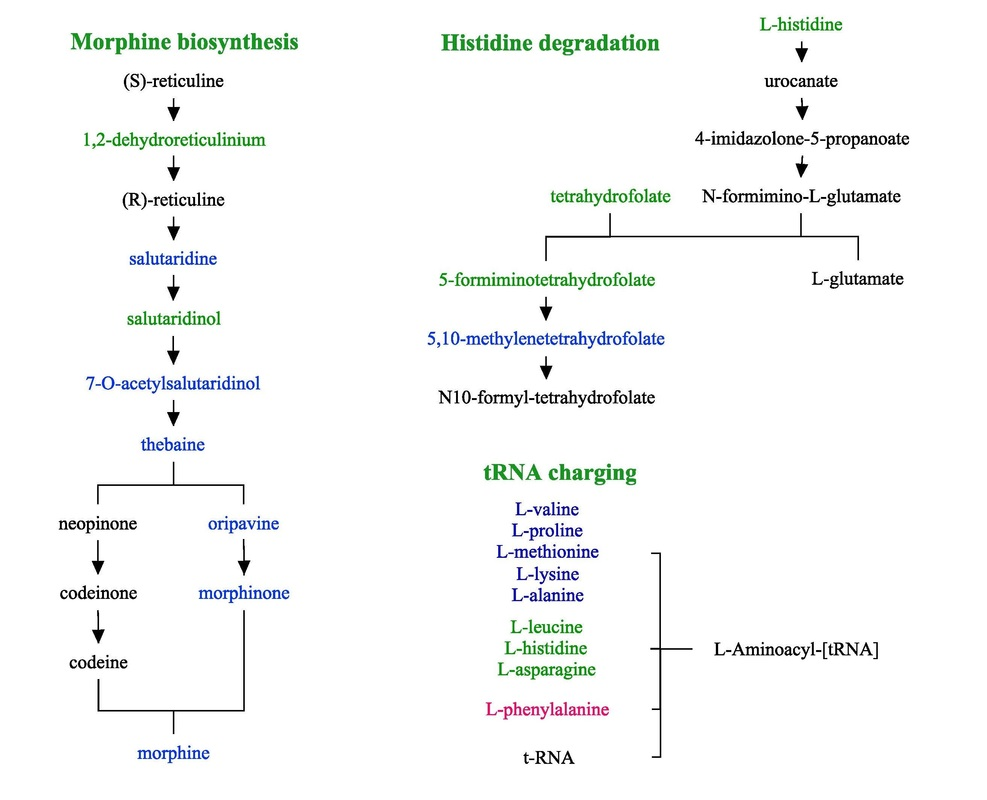 Morphine biosynthesis
(S)-reticuline
1,2-dehydroreticulinium
(R)-reticuline
salutaridine
salutaridinol
7-O-acetylsalutaridinol
thebaine
neopinone
oripavine
codeinone
morphinone
codeine
morphine
Histidine degradation
L-histidine
urocanate
4-imidazolone-5-propanoate
tetrahydrofolate
N-formimino-L-glutamate
5-formiminotetrahydrofolate
L-glutamate
5,10-methylenetetrahydrofolate
N10-formyl-tetrahydrofolate
tRNA charging
L-valine
L-proline
L-methionine
L-lysine
L-alanine
L-leucine
L-histidine
L-asparagine
L-phenylalanine
t-RNA
L-Aminoacyl-[tRNA]